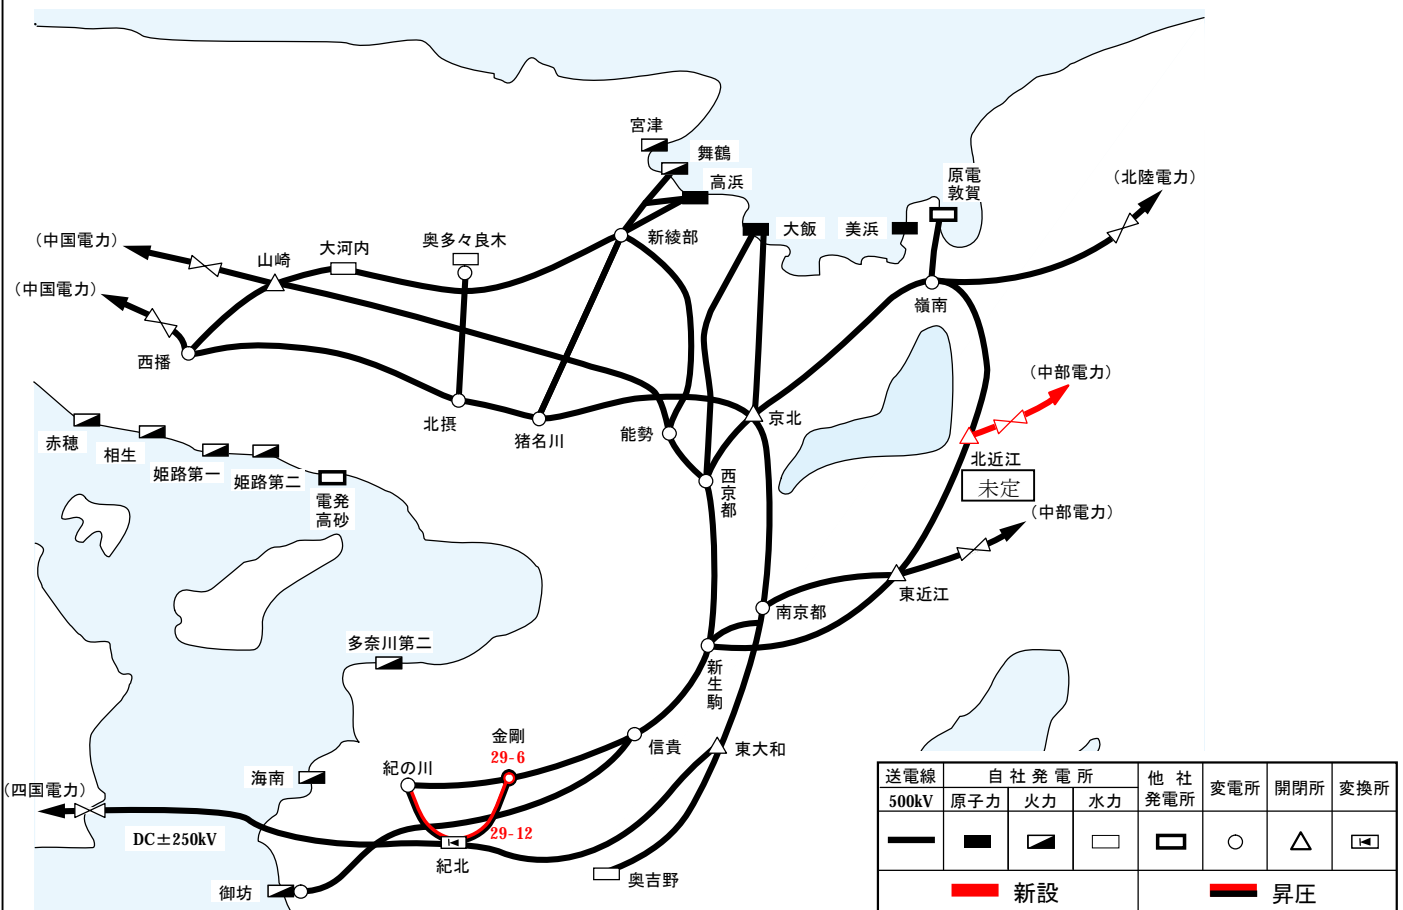 宮津
舞鶴
高浜
原電
敦賀
(北陸電力)
(中国電力)
大河内
奥多々良木
新綾部
大飯
美浜
山崎
(中国電力)
嶺南
西播
(中部電力)
赤穂
相生
北摂
猪名川
能勢
京北
姫路第一
姫路第二
北近江
未定
西京都
電発
高砂
(中部電力)
東近江
南京都
多奈川第二
新生駒
金剛
29-6
信貴
東大和
紀の川
海南
(四国電力)
DC±250kV
29-12
紀北
奥吉野
御坊
送電線 自社発電所 他社発電所 変電所 開閉所 変換所
500kV 原子力 火力 水力
新設 昇圧